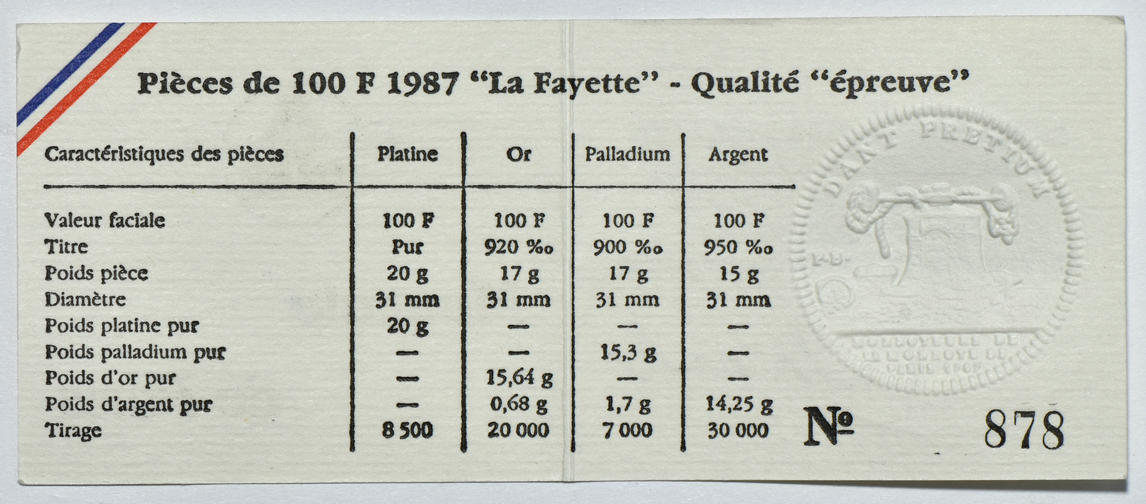 Pièces de 100 F 1987 “La Fayette” - Qualité “épreuve”
Caractéristiques des pièces Platine Or Palladium Argent
Valeur faciale 100 F 100 F 100 F 100 F
Titre Pur 920 ‰ 900 ‰ 950 ‰
Poids pièce 20 g 17 g 17 g 15 g
Diamètre 31 mm 31 mm 31 mm 31 mm
Poids platine pur 20 g — — —
Poids palladium pur — — 15,3 g —
Poids d’or pur — 15,64 g — —
Poids d’argent pur — 0,68 g 1,7 g 14,25 g
Tirage 8 500 20 000 7 000 30 000
DANT PRETIUM
Nº 878